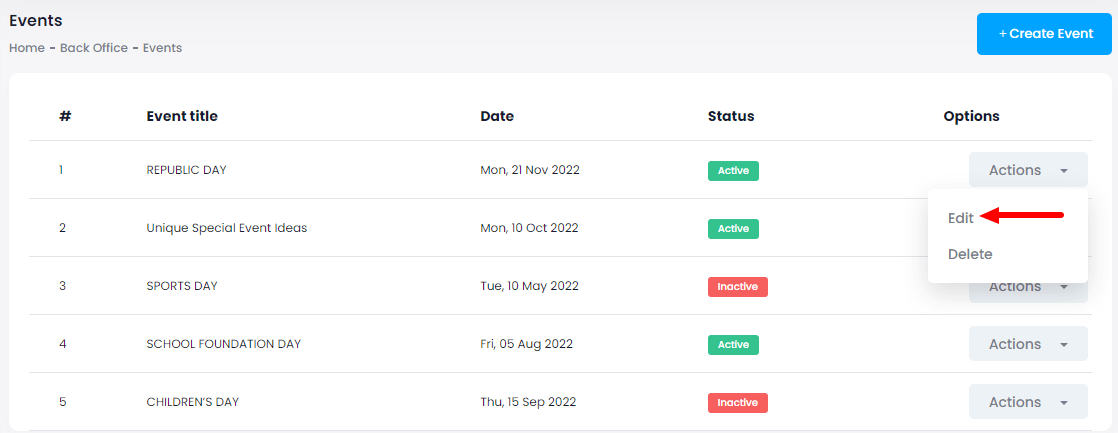 Events
Home - Back Office - Events
+ Create Event
# Event title Date Status Options
1 REPUBLIC DAY Mon, 21 Nov 2022 Active Actions
Edit
2 Unique Special Event Ideas Mon, 10 Oct 2022 Active
Delete
3 SPORTS DAY Tue, 10 May 2022 Inactive Actions
4 SCHOOL FOUNDATION DAY Fri, 05 Aug 2022 Active Actions
5 CHILDREN'S DAY Thu, 15 Sep 2022 Inactive Actions